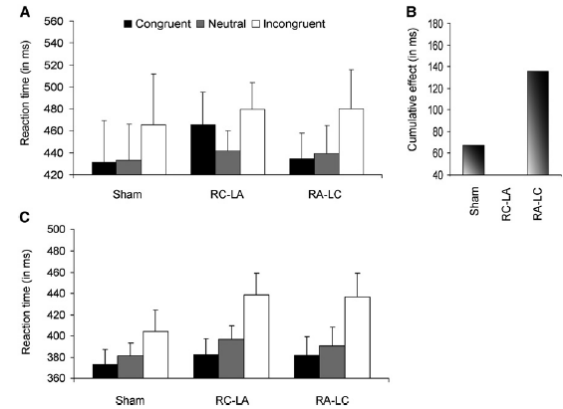 A
Congruent Neutral Incongruent
Reaction time (in ms)
560
540
520
500
480
460
440
420
Sham RC-LA RA-LC
B
Cumulative effect (in ms)
180
160
140
120
100
80
60
40
Sham
RC-LA
RA-LC
C
Reaction time (in ms)
500
480
460
440
420
400
380
360
Sham RC-LA RA-LC